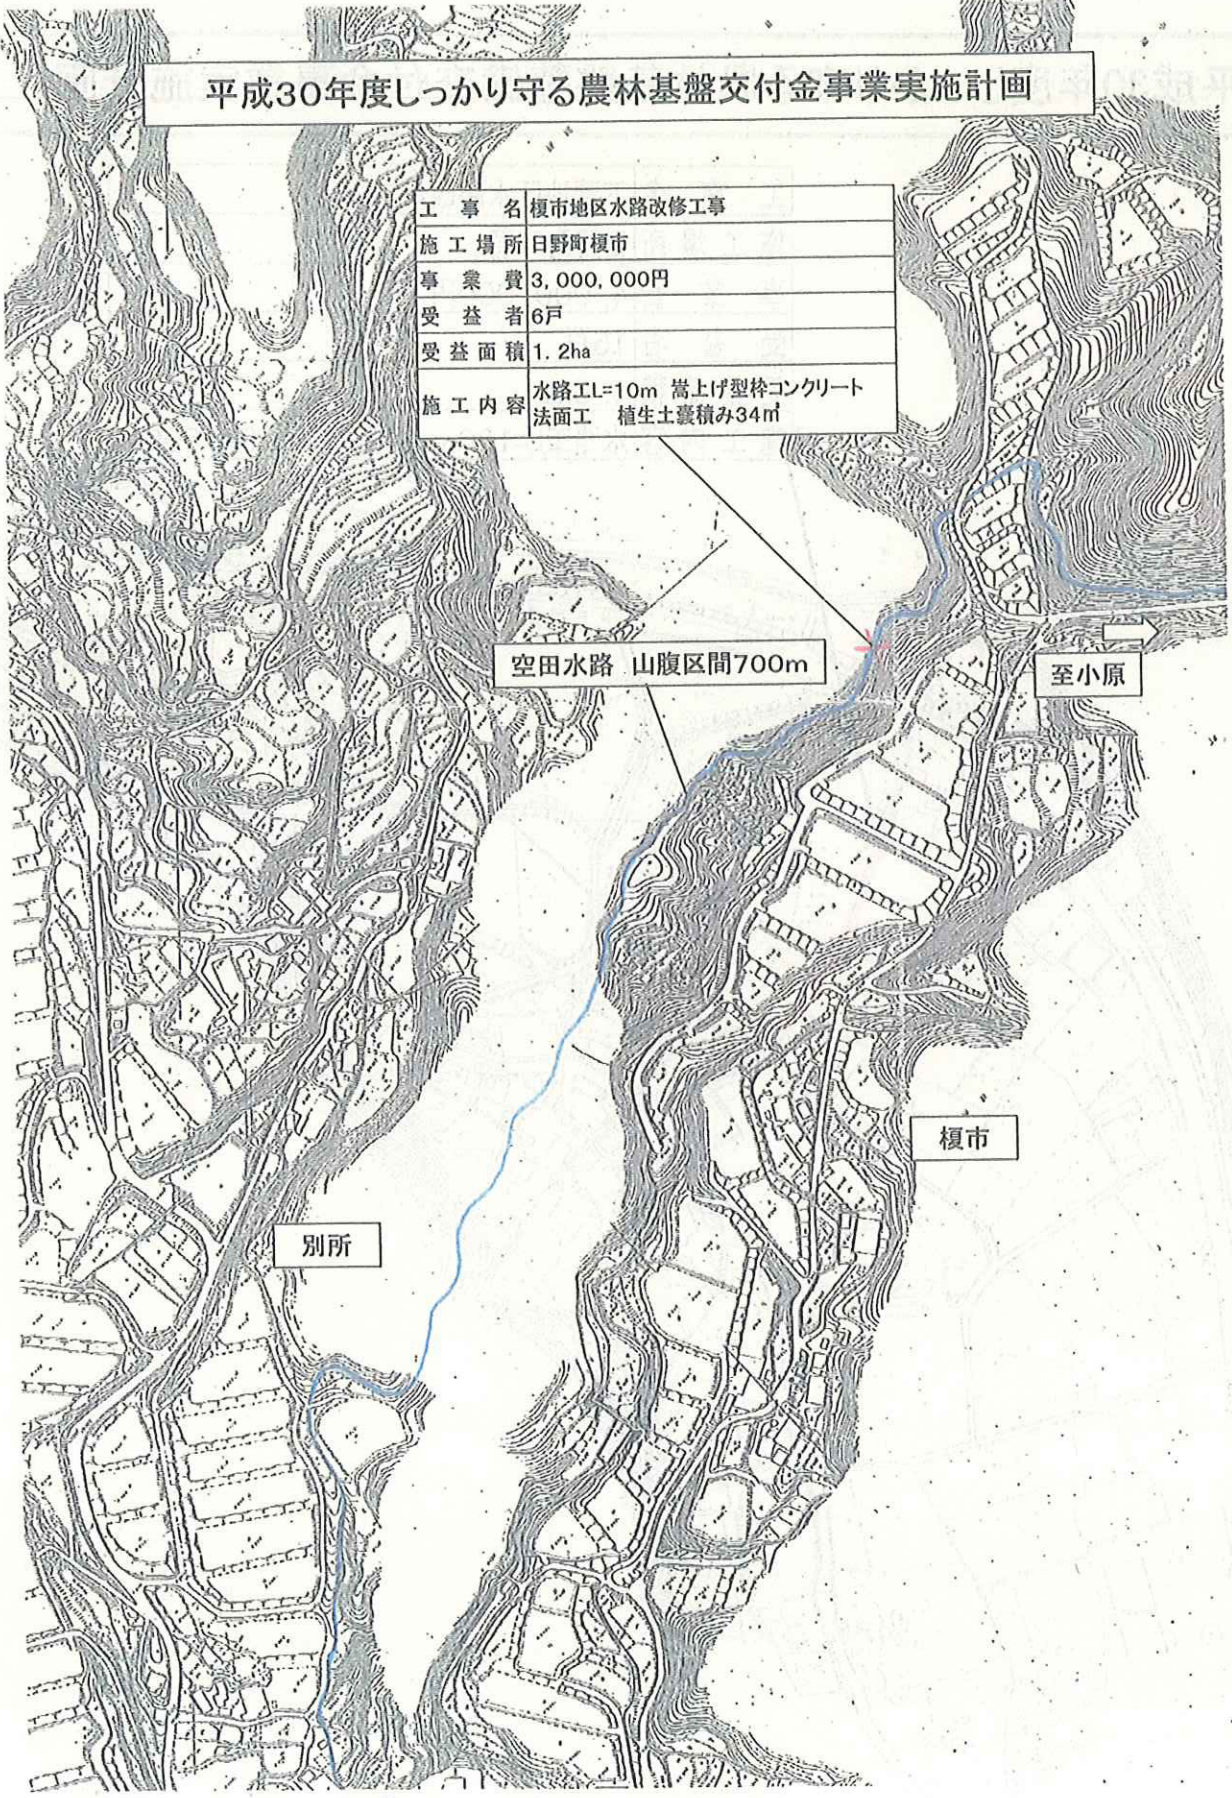 平成30年度しっかり守る農林基盤交付金事業実施計画
工事名 榎市地区水路改修工事
施工場所 日野町榎市
事業費 3,000,000円
受益者 6戸
受益面積 1.2ha
施工内容 水路工L=10m 嵩上げ型枠コンクリート
法面工 植生土嚢積み34㎡
空田水路 山腹区間700m
至小原
榎市
別所